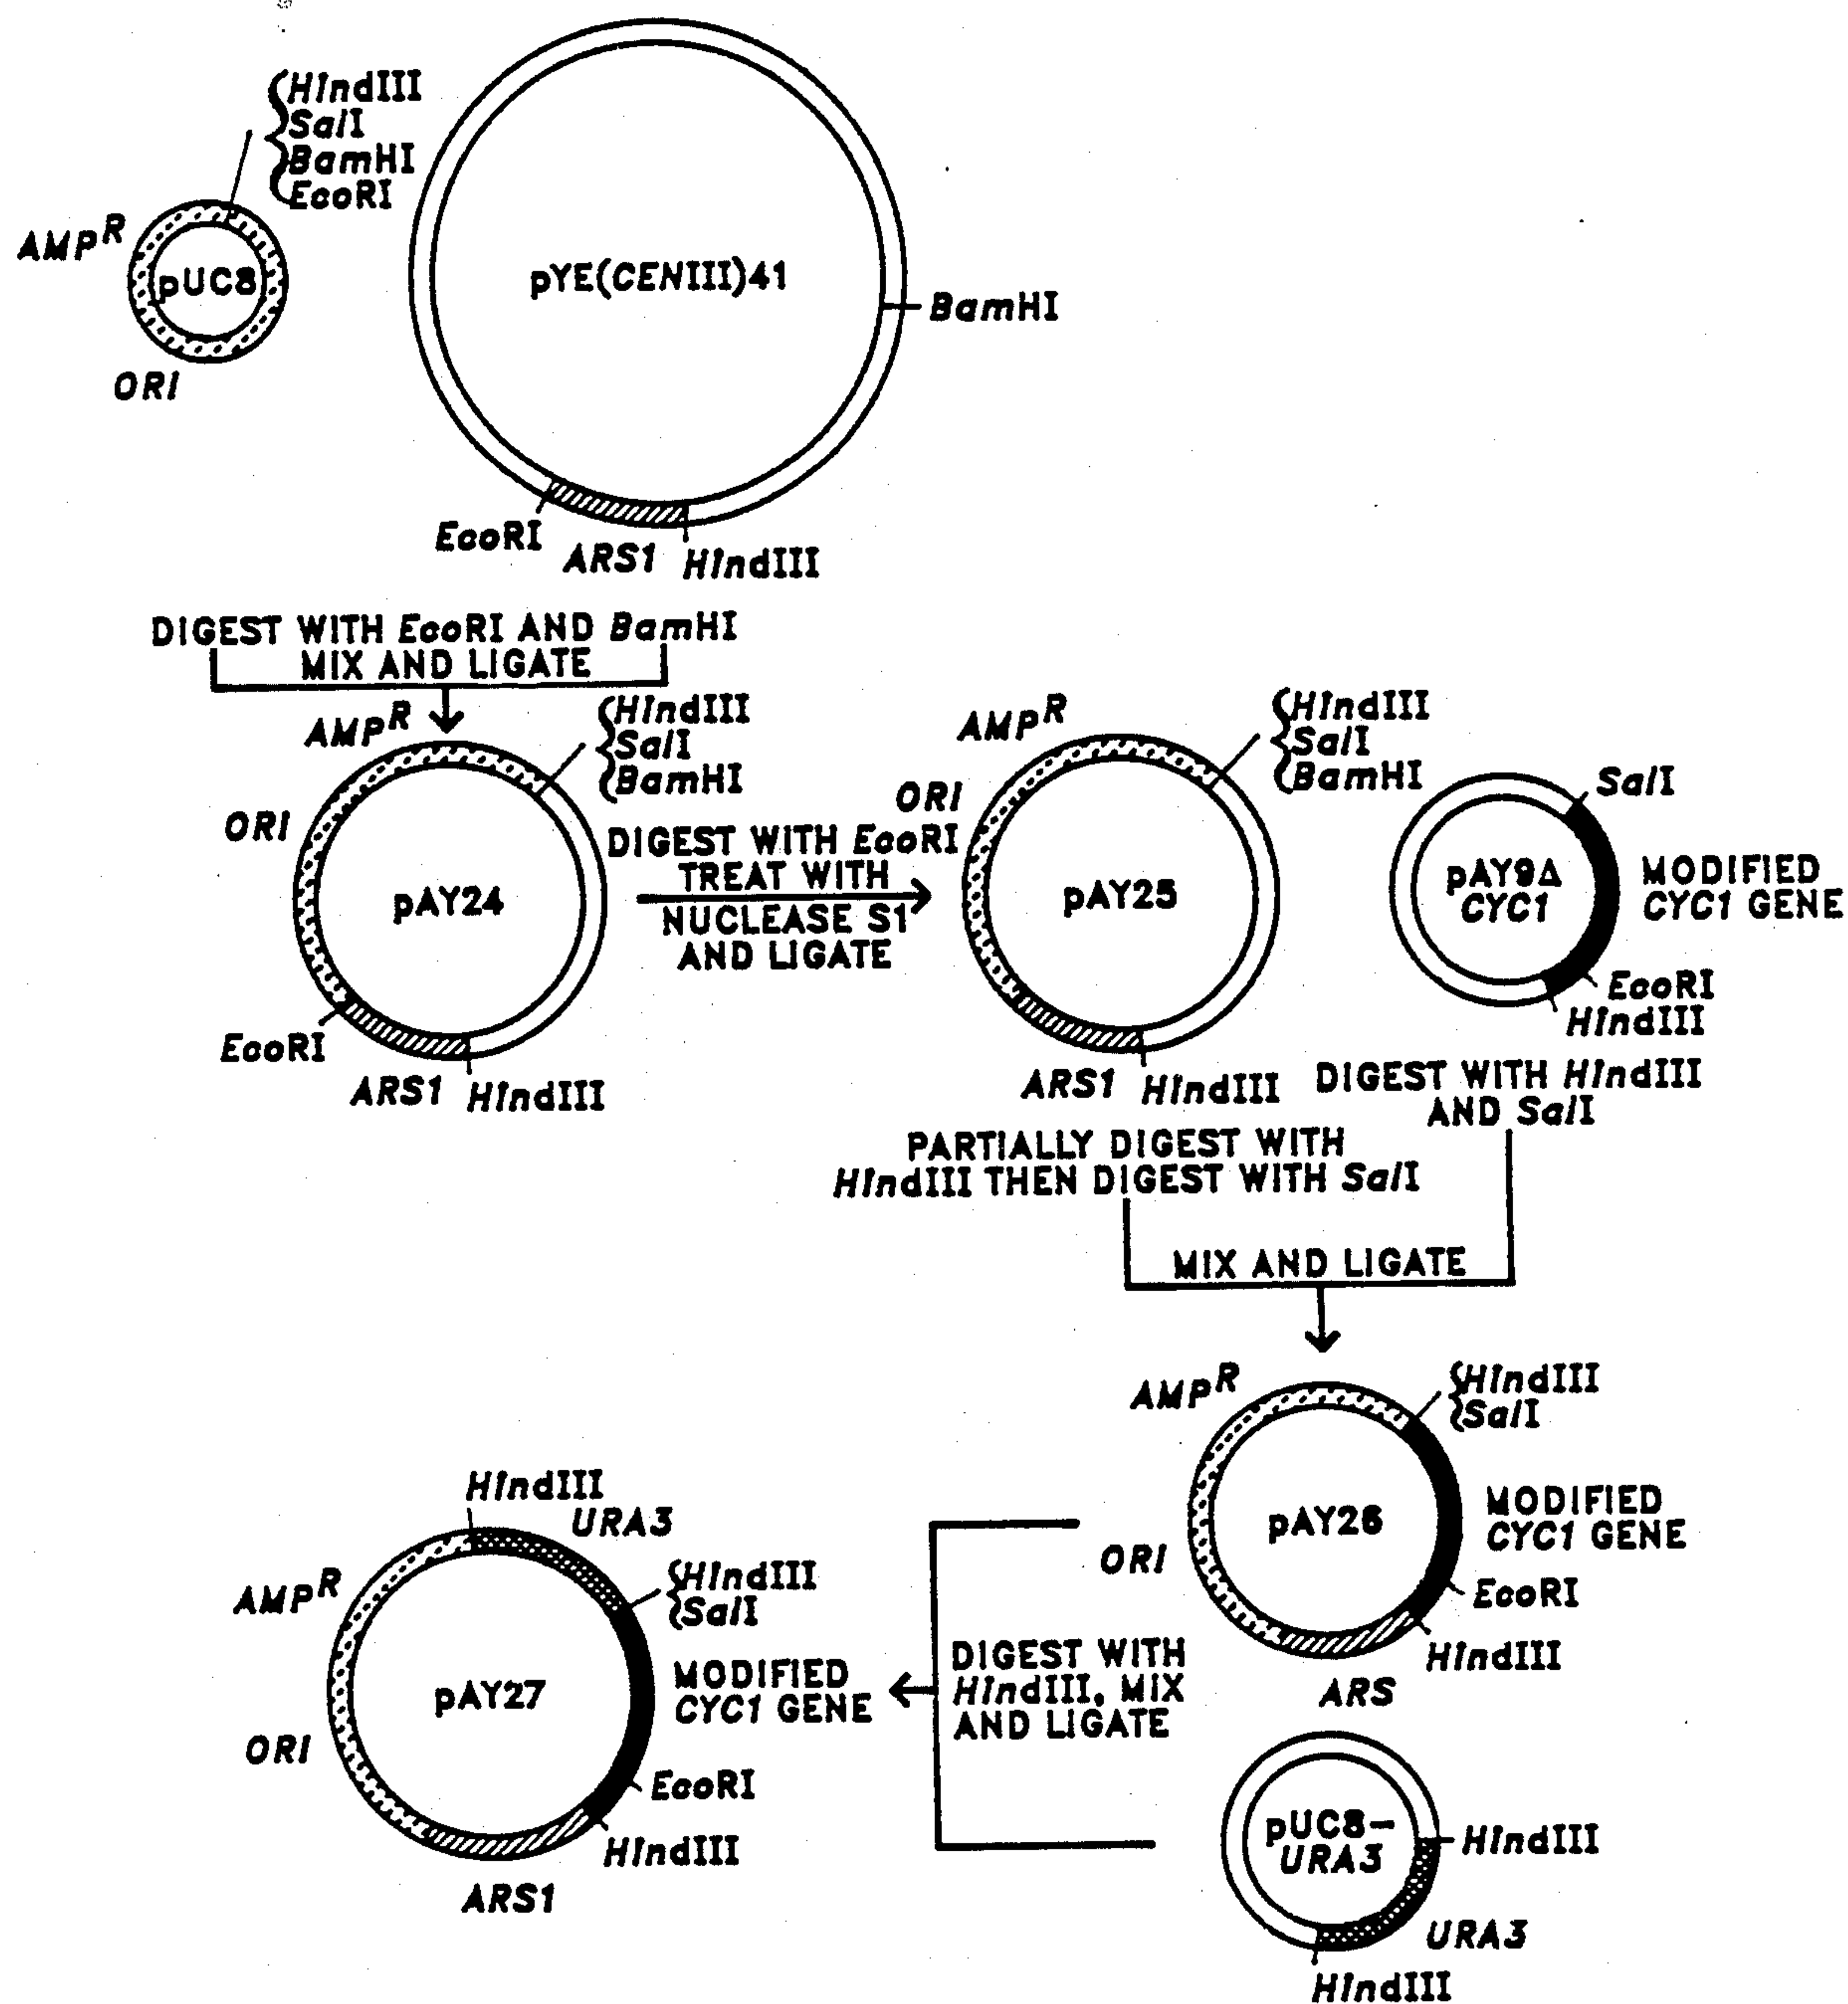 HindIII
SalI
BamHI
EcoRI
AMPR
pUC8
ORI
pYE(CENIII)41
BamHI
EcoRI
ARS1
HindIII
DIGEST WITH EcoRI AND BamHI
MIX AND LIGATE
AMPR
HindIII
SalI
BamHI
ORI
pAY24
EcoRI
ARS1
HindIII
DIGEST WITH EcoRI
TREAT WITH
NUCLEASE S1
AND LIGATE
AMPR
HindIII
SalI
BamHI
ORI
pAY25
ARS1
HindIII
SalI
pAY9Δ
CYC1
MODIFIED
CYC1 GENE
EcoRI
HindIII
DIGEST WITH HindIII
AND SalI
PARTIALLY DIGEST WITH
HindIII THEN DIGEST WITH SalI
MIX AND LIGATE
AMPR
HindIII
SalI
pAY26
MODIFIED
CYC1 GENE
ORI
EcoRI
HindIII
ARS
DIGEST WITH
HindIII, MIX
AND LIGATE
pUC8-
URA3
HindIII
URA3
HindIII
HindIII
URA3
HindIII
SalI
AMPR
pAY27
MODIFIED
CYC1 GENE
ORI
EcoRI
HindIII
ARS1